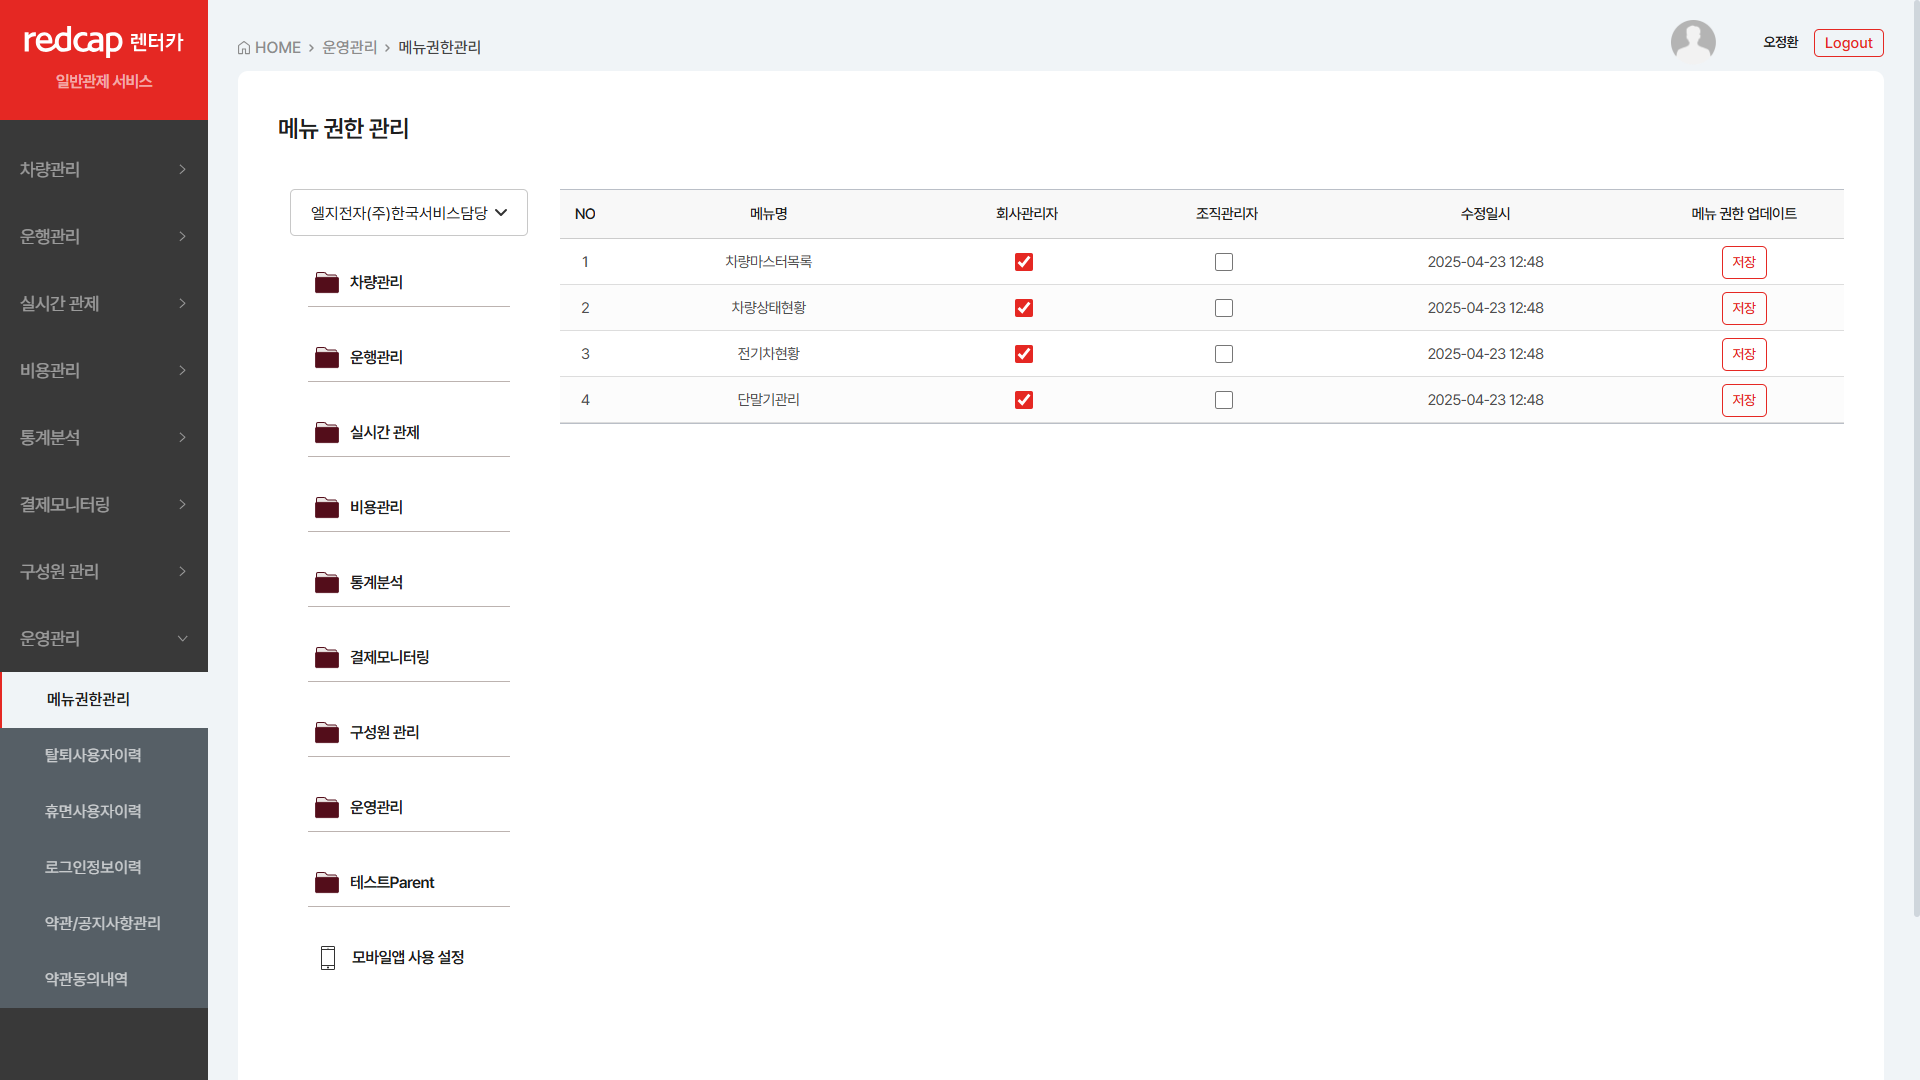 redcap 렌터카
일반관제 서비스
차량관리
운행관리
실시간 관제
비용관리
통계분석
결제모니터링
구성원 관리
운영관리
메뉴권한관리
탈퇴사용자이력
휴면사용자이력
로그인정보이력
약관/공지사항관리
약관동의내역
HOME > 운영관리 > 메뉴권한관리
오정환 Logout
메뉴 권한 관리
엘지전자(주)한국서비스담당
차량관리
운행관리
실시간 관제
비용관리
통계분석
결제모니터링
구성원 관리
운영관리
테스트Parent
모바일앱 사용 설정
NO 메뉴명 회사관리자 조직관리자 수정일시 메뉴 권한 업데이트
1 차량마스터목록 2025-04-23 12:48 저장
2 차량상태현황 2025-04-23 12:48 저장
3 전기차현황 2025-04-23 12:48 저장
4 단말기관리 2025-04-23 12:48 저장